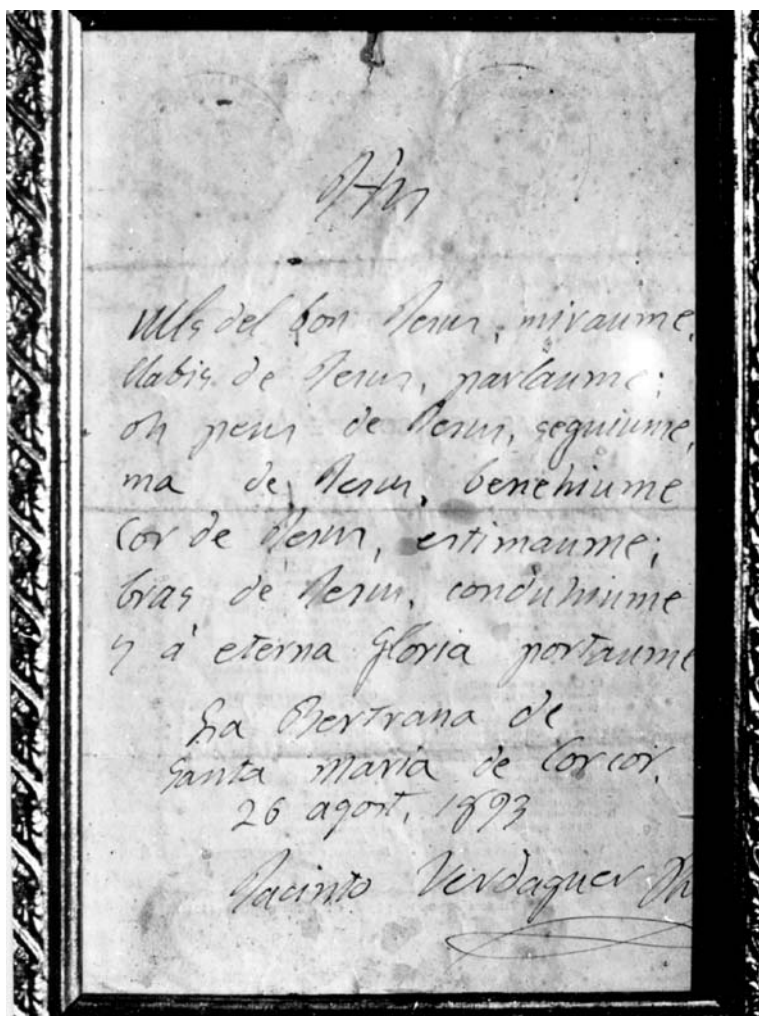 Jhs
Ulls del bon Jesus, miraume,
llabis de Jesus, parlaume;
oh peus de Jesus, seguiume,
ma de Jesus, benehiume
Cor de Jesus, estimaume;
bras de Jesus, conduhiume
y á eterna gloria portaume
La Bertrana de
Santa Maria de Corcor.
26 agost, 1893
Jacinto Verdaguer